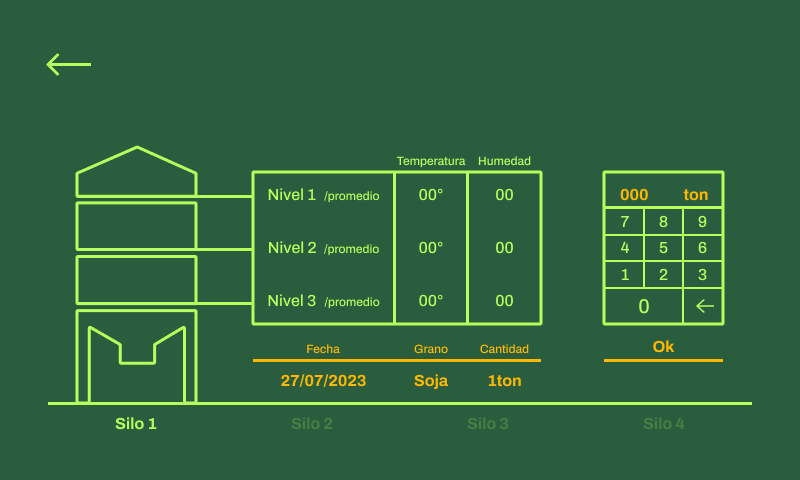 Temperatura Humedad
Nivel 1 /promedio 00° 00
Nivel 2 /promedio 00° 00
Nivel 3 /promedio 00° 00
000 ton
7 8 9
4 5 6
1 2 3
0
Ok
Fecha Grano Cantidad
27/07/2023 Soja 1ton
Silo 1 Silo 2 Silo 3 Silo 4